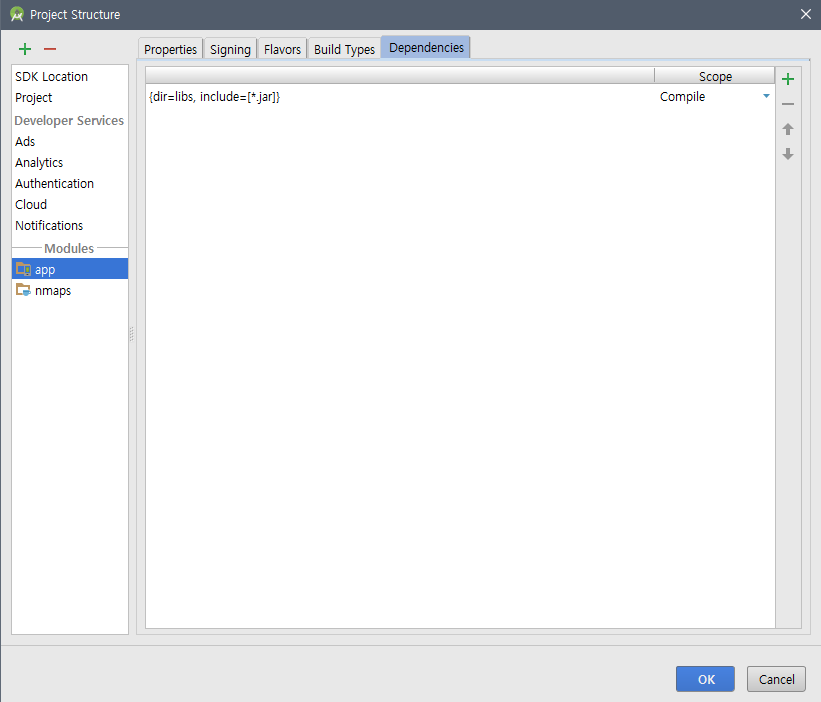 Project Structure
Properties Signing Flavors Build Types Dependencies
SDK Location
Project
Developer Services
Ads
Analytics
Authentication
Cloud
Notifications
Modules
app
nmaps
Scope
{dir=libs, include=[*.jar]} Compile
OK Cancel